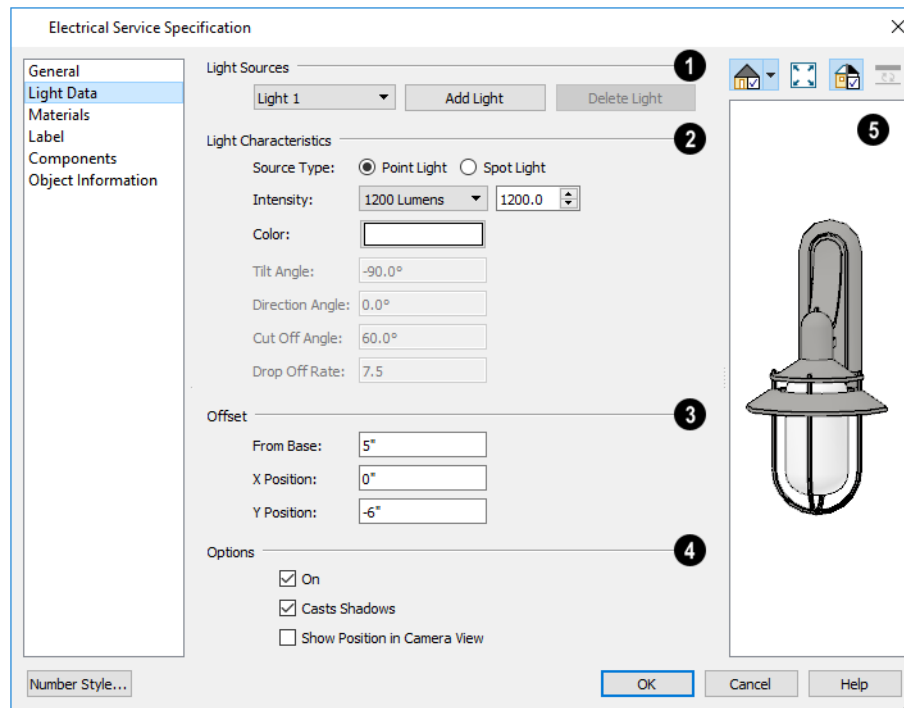 Electrical Service Specification
General
Light Data
Materials
Label
Components
Object Information
Light Sources 1
Light 1 Add Light Delete Light
Light Characteristics 2
Source Type: Point Light Spot Light
Intensity: 1200 Lumens 1200.0
Color:
Tilt Angle: -90.0°
Direction Angle: 0.0°
Cut Off Angle: 60.0°
Drop Off Rate: 7.5
Offset 3
From Base: 5"
X Position: 0"
Y Position: -6"
Options 4
On
Casts Shadows
Show Position in Camera View
5
Number Style... OK Cancel Help